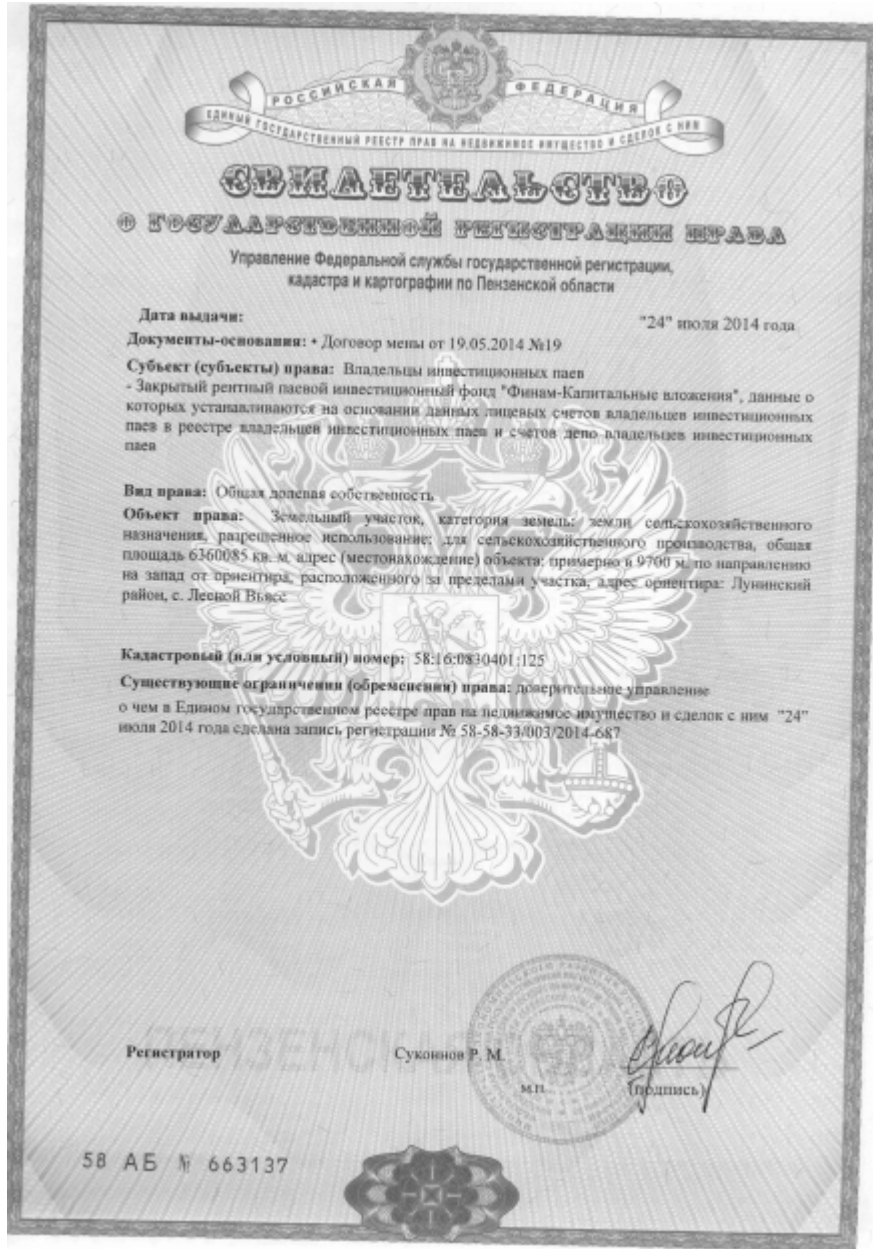 РОССИЙСКАЯ ФЕДЕРАЦИЯ
ЕДИНЫЙ ГОСУДАРСТВЕННЫЙ РЕЕСТР ПРАВ НА НЕДВИЖИМОЕ ИМУЩЕСТВО И СДЕЛОК С НИМ
СВИДЕТЕЛЬСТВО
О ГОСУДАРСТВЕННОЙ РЕГИСТРАЦИИ ПРАВА
Управление Федеральной службы государственной регистрации,
кадастра и картографии по Пензенской области
Дата выдачи: "24" июля 2014 года
Документы-основания: • Договор мены от 19.05.2014 №19
Субъект (субъекты) права: Владельцы инвестиционных паев
- Закрытый рентный паевой инвестиционный фонд "Финам-Капитальные вложения", данные о
которых устанавливаются на основании данных лицевых счетов владельцев инвестиционных
паев в реестре владельцев инвестиционных паев и счетов депо владельцев инвестиционных
паев
Вид права: Общая долевая собственность
Объект права: Земельный участок, категория земель: земли сельскохозяйственного
назначения, разрешенное использование: для сельскохозяйственного производства, общая
площадь 6360085 кв. м, адрес (местонахождение) объекта: примерно в 9700 м. по направлению
на запад от ориентира, расположенного за пределами участка, адрес ориентира: Лунинский
район, с. Лесной Вьясс
Кадастровый (или условный) номер: 58:16:0830401:125
Существующие ограничения (обременения) права: доверительное управление
о чем в Едином государственном реестре прав на недвижимое имущество и сделок с ним "24"
июля 2014 года сделана запись регистрации № 58-58-33/003/2014-687
ПЕНЗЕНСКАЯ
Регистратор Суконнов Р. М.
м.п. (подпись)
58 АБ № 663137